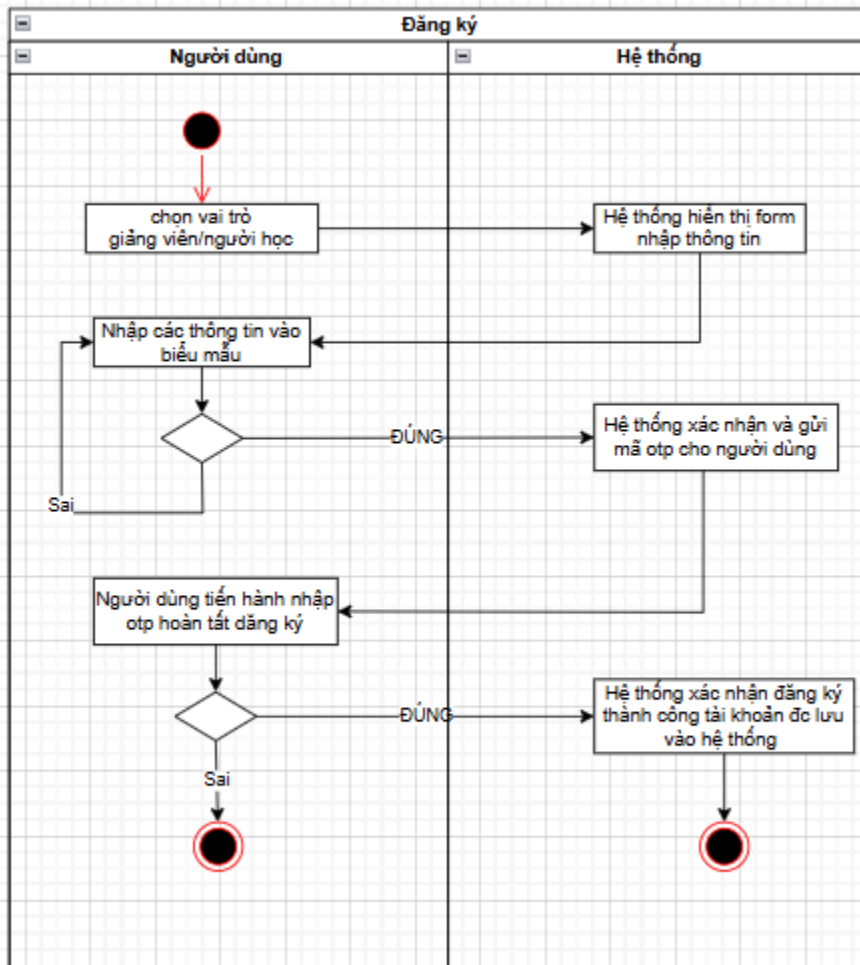 Đăng ký
Người dùng
Hệ thống
chọn vai trò
giảng viên/người học
Hệ thống hiển thị form
nhập thông tin
Nhập các thông tin vào
biểu mẫu
ĐÚNG
Hệ thống xác nhận và gửi
mã otp cho người dùng
Sai
Người dùng tiến hành nhập
otp hoàn tất đăng ký
ĐÚNG
Hệ thống xác nhận đăng ký
thành công tài khoản đc lưu
vào hệ thống
Sai